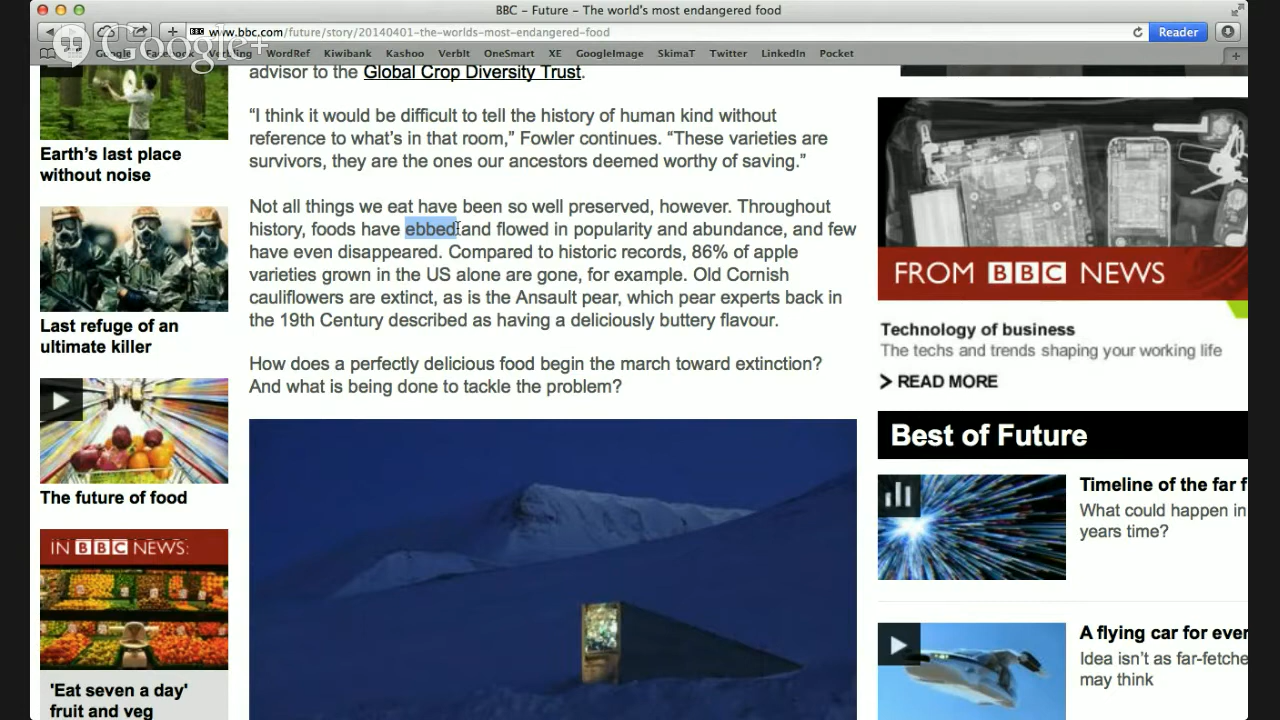 BBC – Future – The world's most endangered food
www.bbc.com/future/story/20140401-the-worlds-most-endangered-food
Reader
Google+
Google Facebook Verbling WordRef Kiwibank Kashoo Verblt OneSmart XE GoogleImage SkimaT Twitter LinkedIn Pocket
Earth's last place
without noise
Last refuge of an
ultimate killer
The future of food
IN BBC NEWS:
'Eat seven a day'
fruit and veg
advisor to the Global Crop Diversity Trust.
“I think it would be difficult to tell the history of human kind without
reference to what's in that room,” Fowler continues. “These varieties are
survivors, they are the ones our ancestors deemed worthy of saving.”
Not all things we eat have been so well preserved, however. Throughout
history, foods have ebbed and flowed in popularity and abundance, and few
have even disappeared. Compared to historic records, 86% of apple
varieties grown in the US alone are gone, for example. Old Cornish
cauliflowers are extinct, as is the Ansault pear, which pear experts back in
the 19th Century described as having a deliciously buttery flavour.
How does a perfectly delicious food begin the march toward extinction?
And what is being done to tackle the problem?
FROM BBC NEWS
Technology of business
The techs and trends shaping your working life
READ MORE
Best of Future
Timeline of the far f
What could happen in
years time?
A flying car for ever
Idea isn't as far-fetche
may think